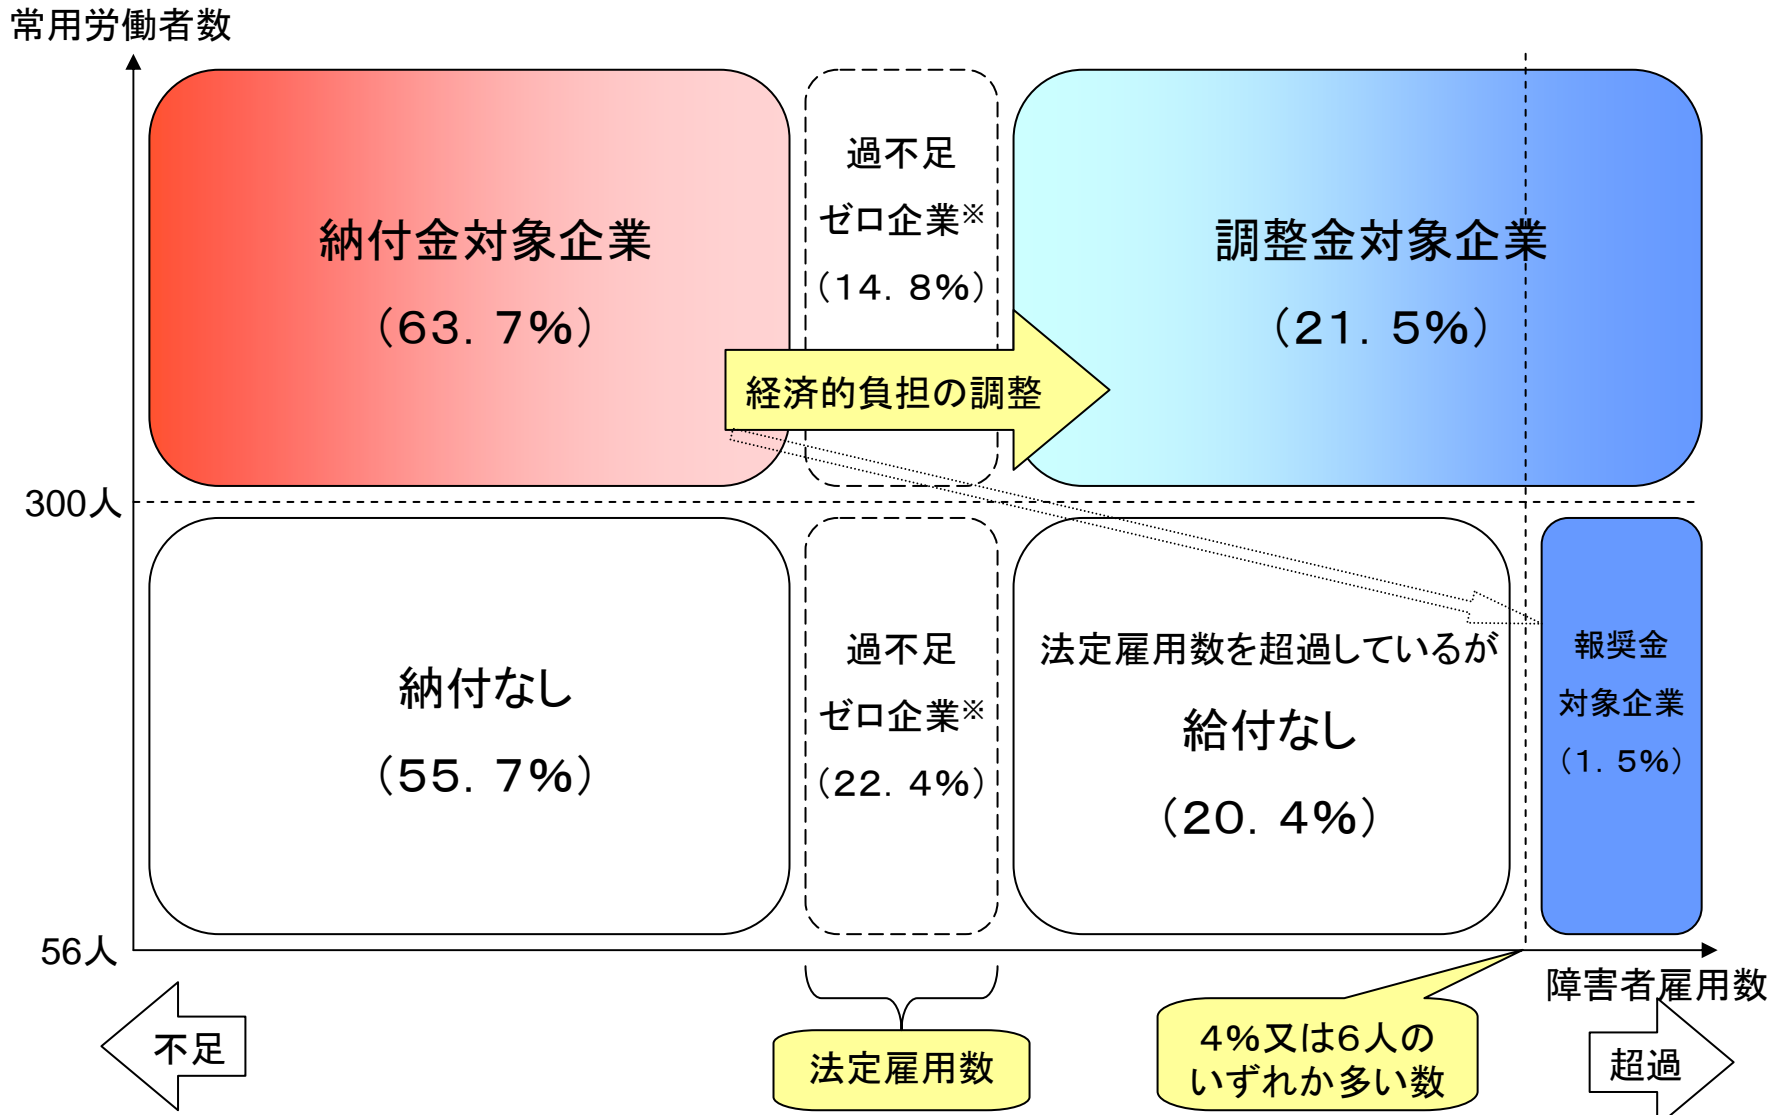 常用労働者数
納付金対象企業
（63．7%）
過不足
ゼロ企業※
（14．8%）
調整金対象企業
（21．5%）
経済的負担の調整
300人
納付なし
（55．7%）
過不足
ゼロ企業※
（22．4%）
法定雇用数を超過しているが
給付なし
（20．4%）
報奨金
対象企業
（1．5%）
56人
障害者雇用数
不足
法定雇用数
4%又は6人の
いずれか多い数
超過